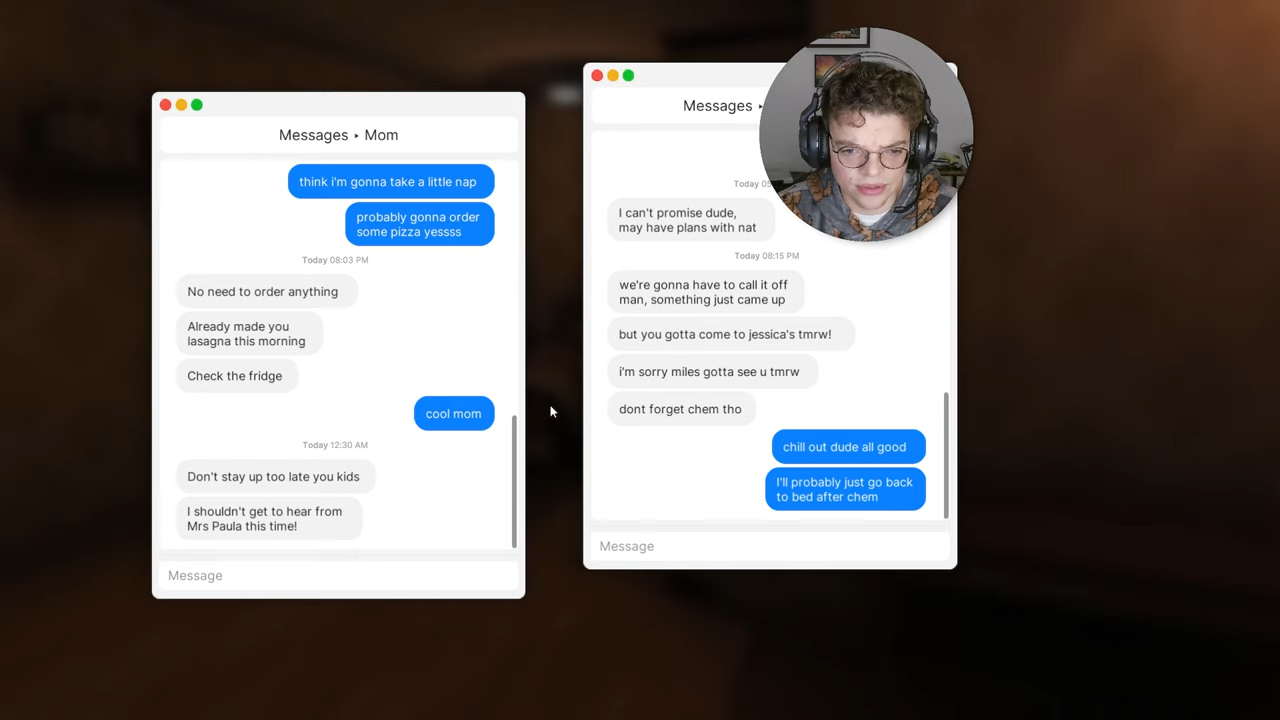 Messages ▸ Mom
think i'm gonna take a little nap
probably gonna order
some pizza yessss
Today 08:03 PM
No need to order anything
Already made you
lasagna this morning
Check the fridge
cool mom
Today 12:30 AM
Don't stay up too late you kids
I shouldn't get to hear from
Mrs Paula this time!
Message
Messages ▸
Today
I can't promise dude,
may have plans with nat
Today 08:15 PM
we're gonna have to call it off
man, something just came up
but you gotta come to jessica's tmrw!
i'm sorry miles gotta see u tmrw
dont forget chem tho
chill out dude all good
I'll probably just go back
to bed after chem
Message